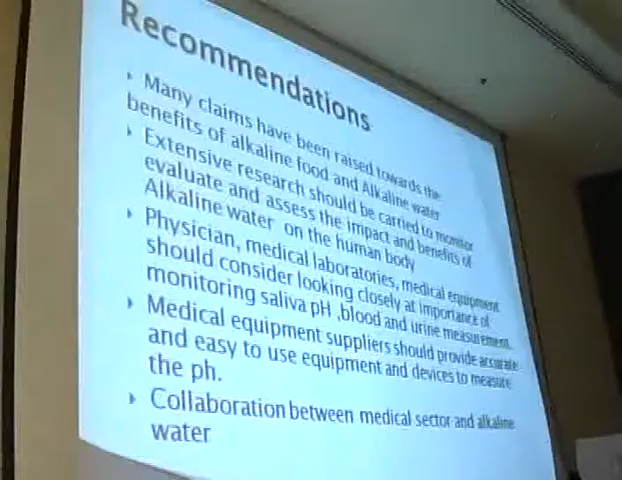 Recommendations
Many claims have been raised towards the
benefits of alkaline food and Alkaline water
Extensive research should be carried to monitor
evaluate and assess the impact and benefits of
Alkaline water on the human body
Physician, medical laboratories, medical equipment
should consider looking closely at importance of
monitoring saliva pH ,blood and urine measurement.
Medical equipment suppliers should provide accurate
and easy to use equipment and devices to measure
the ph.
Collaboration between medical sector and alkaline
water